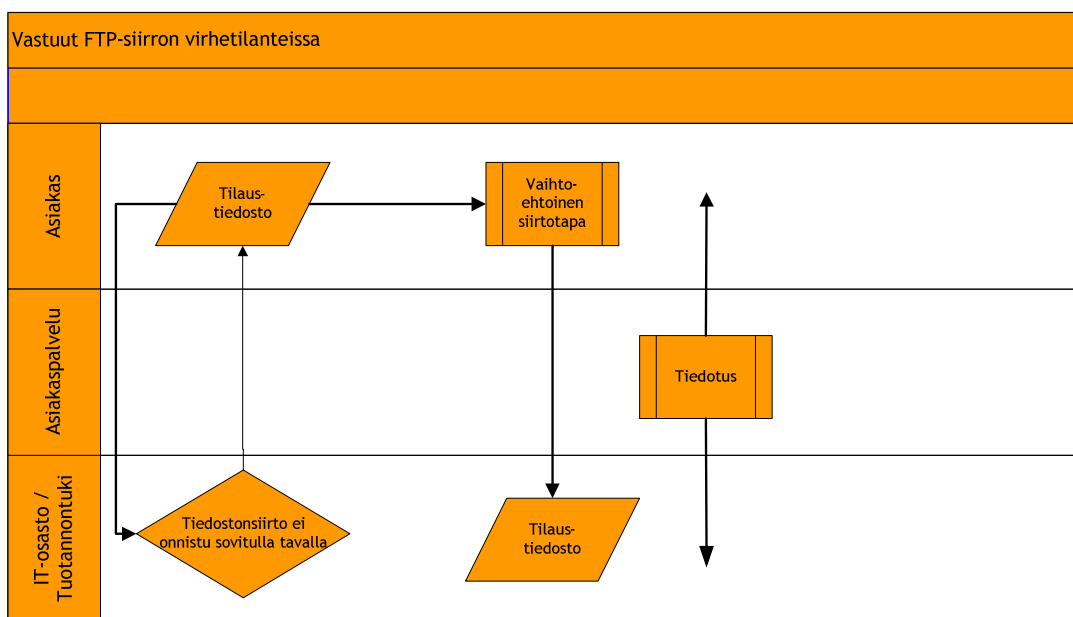 Vastuut FTP-siirron virhetilanteissa
Asiakas
Tilaus-
tiedosto
Vaihto-
ehtoinen
siirtotapa
Asiakaspalvelu
Tiedotus
IT-osasto /
Tuotannontuki
Tiedostonsiirto ei
onnistu sovitulla tavalla
Tilaus-
tiedosto